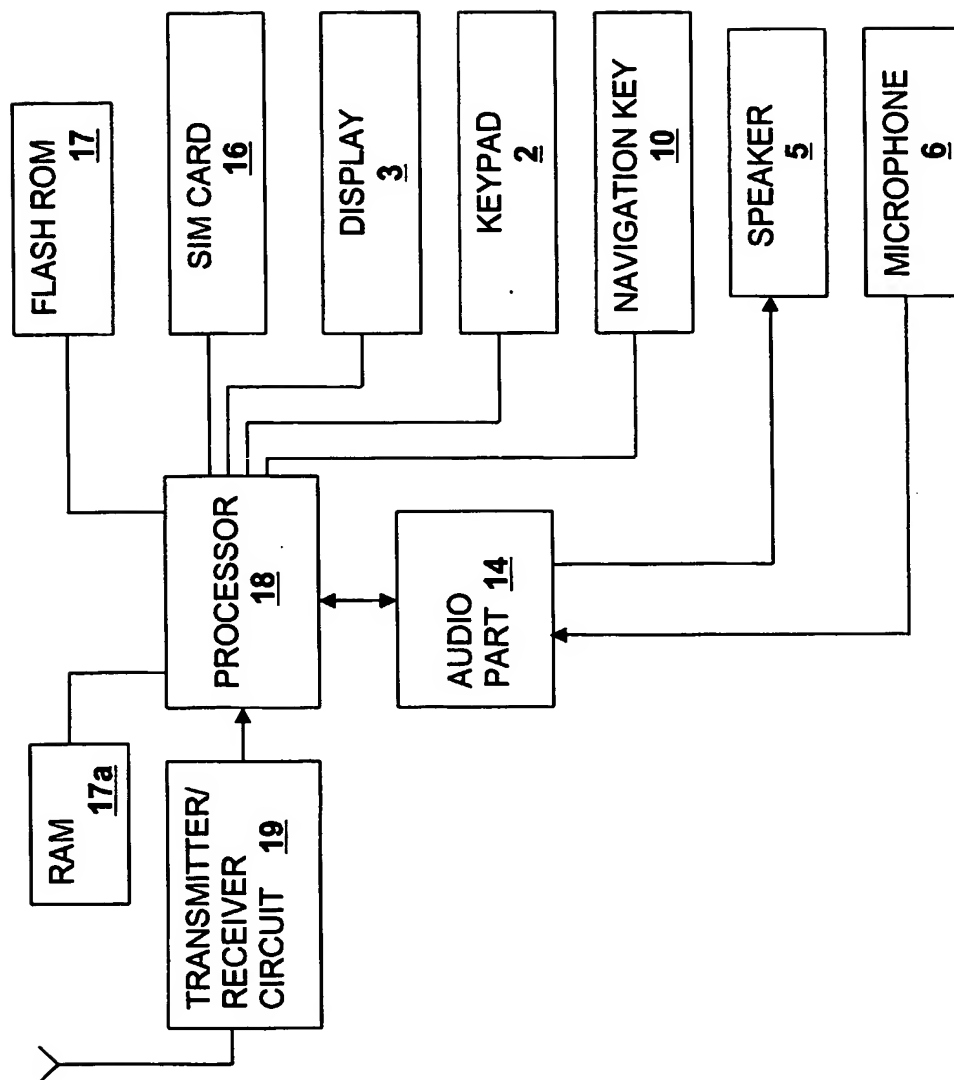 RAM
17a
FLASH ROM
17
TRANSMITTER/
RECEIVER
CIRCUIT 19
PROCESSOR
18
SIM CARD
16
DISPLAY
3
KEYPAD
2
NAVIGATION KEY
10
AUDIO
PART 14
SPEAKER
5
MICROPHONE
6